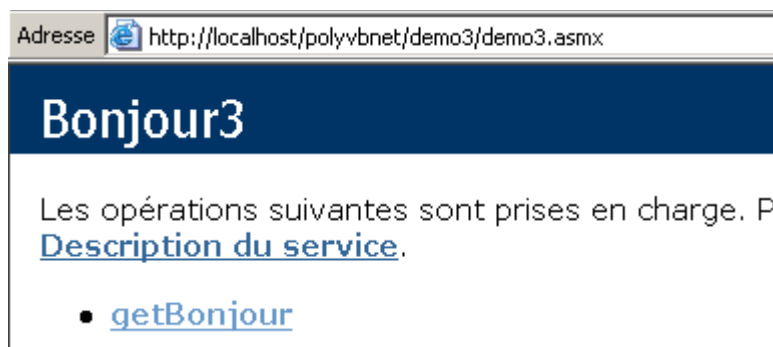 Adresse http://localhost/polyvbnet/demo3/demo3.asmx
Bonjour3
Les opérations suivantes sont prises en charge. P
Description du service.
• getBonjour